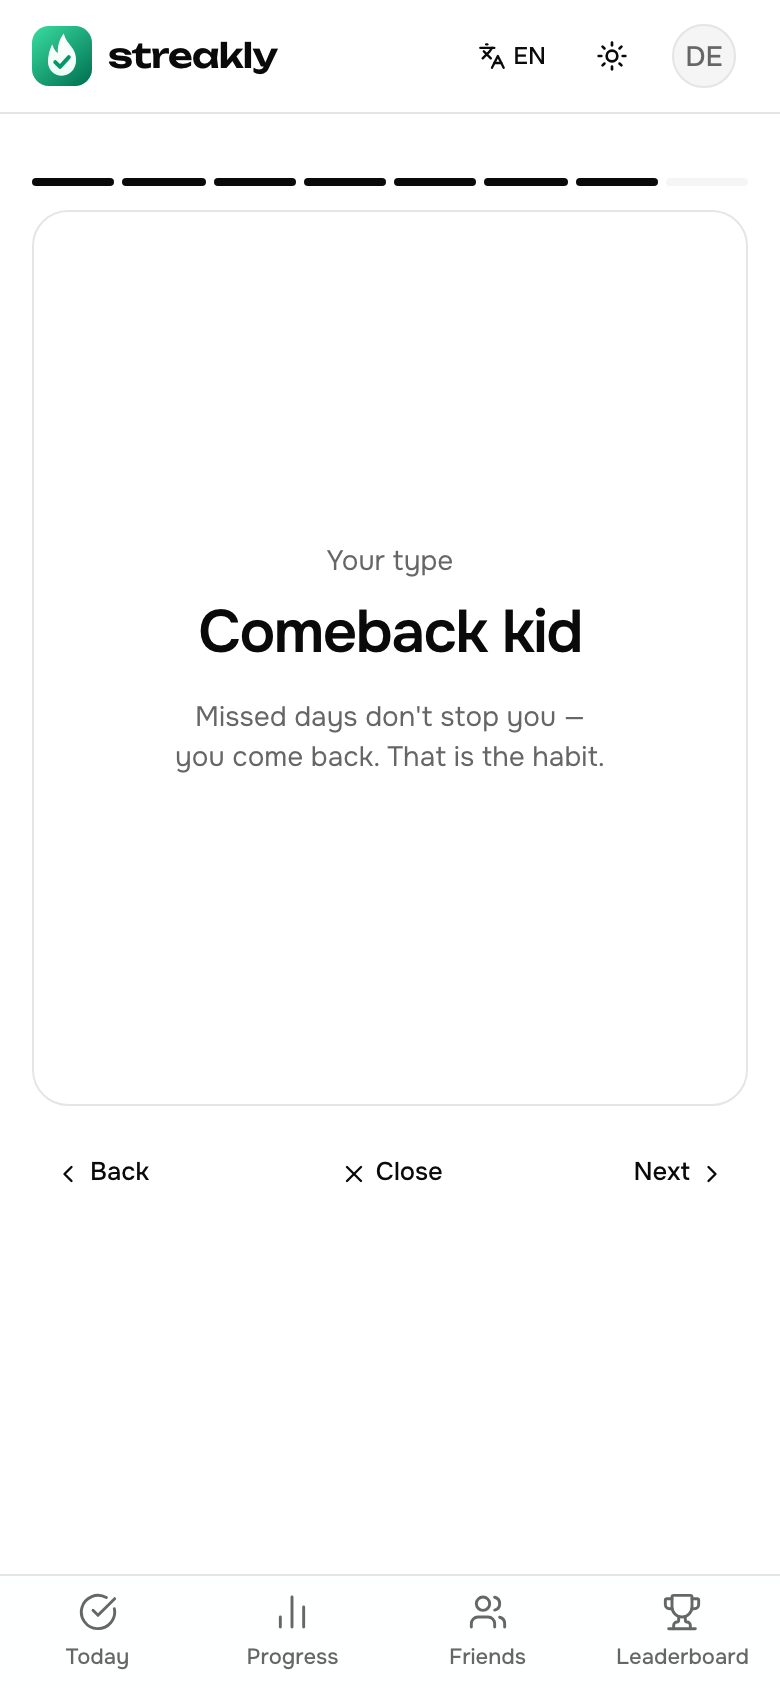 streakly
EN
DE
Your type
Comeback kid
Missed days don't stop you —
you come back. That is the habit.
Back
Close
Next
Today
Progress
Friends
Leaderboard